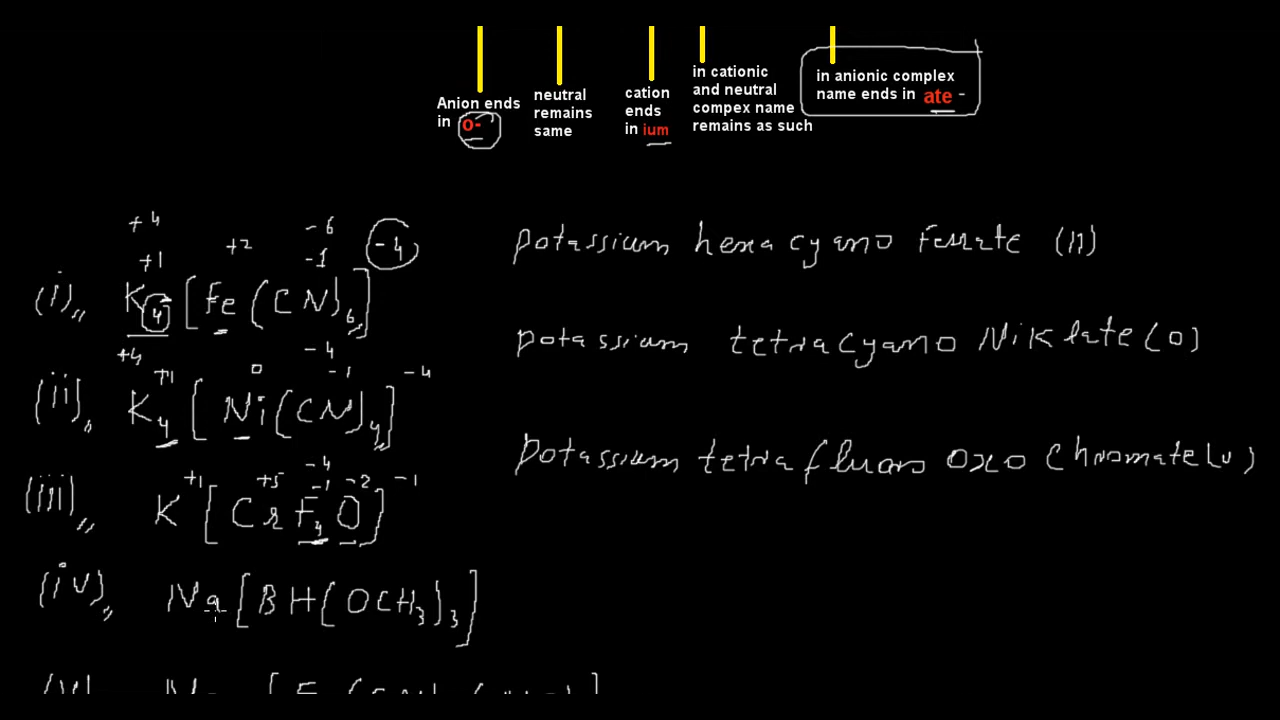 Anion ends in o-
neutral remains same
cation ends in ium
in cationic and neutral compex name remains as such
in anionic complex name ends in ate -
+4 -6 -4
+1 +2 -1
(i) K4 [Fe(CN)6] potassium hexacyano Ferrate (II)
+4 -4
+1 0 -1 -4
(ii) K4 [Ni(CN)4] potassium tetracyano Niklate(0)
-4
+1 +5 -1 -2 -1
(iii) K [CrF4O] Potassium tetrafluoro oxo Chromate(v)
(iv) Na[BH(OCH3)3]